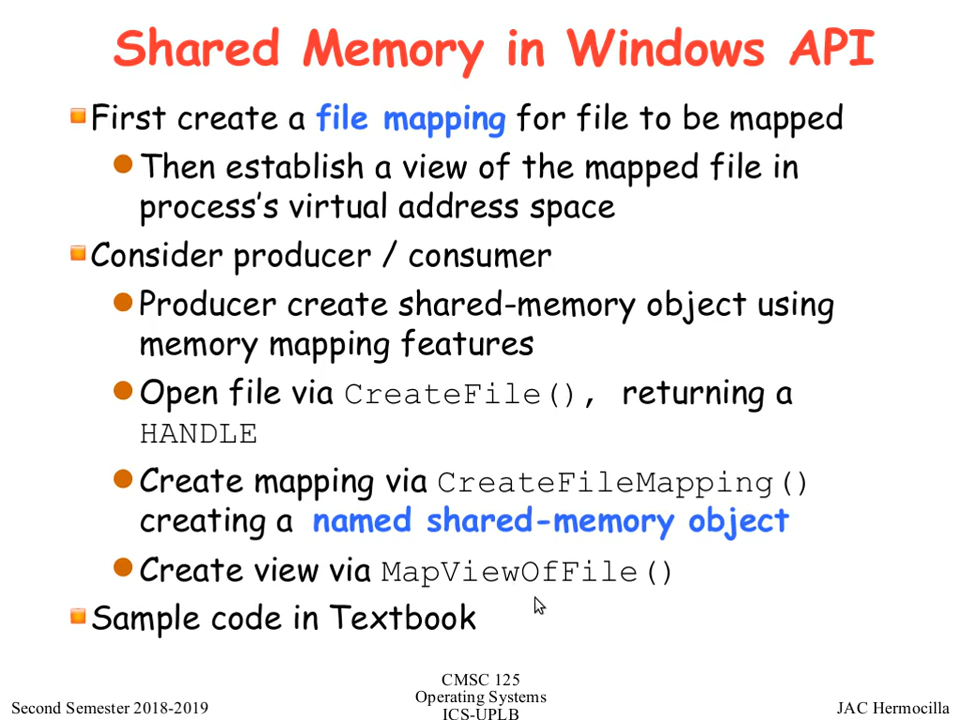 Shared Memory in Windows API
First create a file mapping for file to be mapped
Then establish a view of the mapped file in
process's virtual address space
Consider producer / consumer
Producer create shared-memory object using
memory mapping features
Open file via CreateFile(), returning a
HANDLE
Create mapping via CreateFileMapping()
creating a named shared-memory object
Create view via MapViewOfFile()
Sample code in Textbook
Second Semester 2018-2019
CMSC 125
Operating Systems
ICS-UPLB
JAC Hermocilla